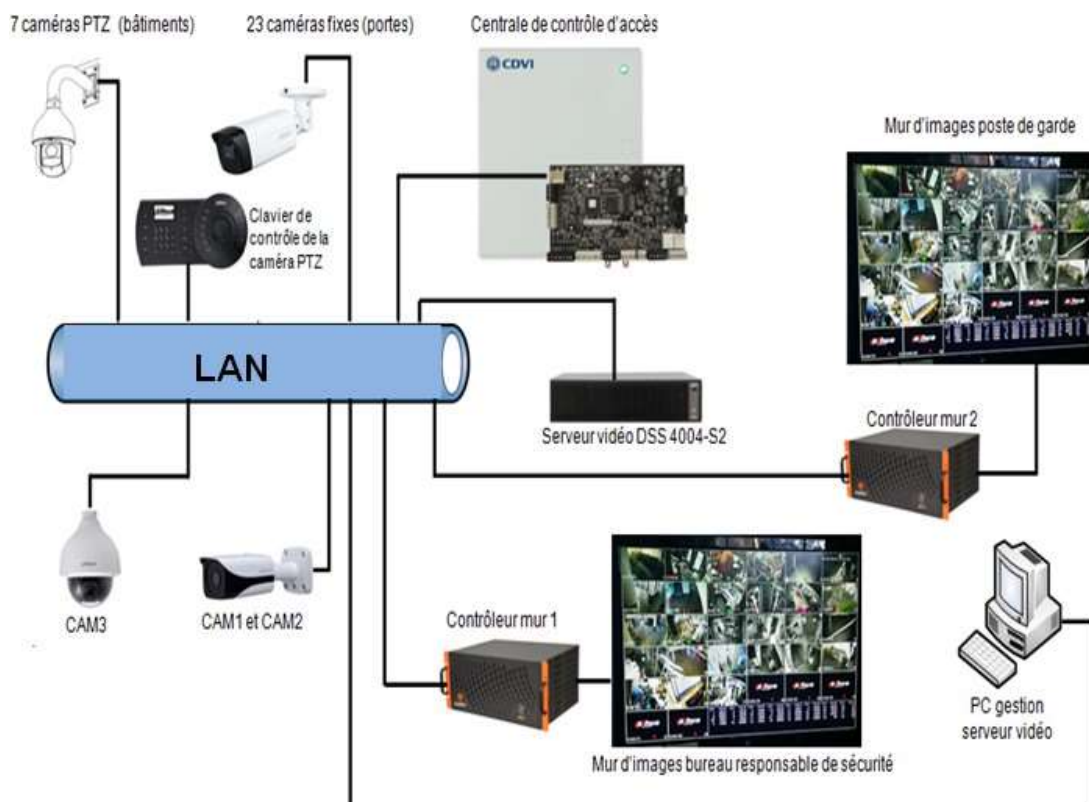 7 caméras PTZ (bâtiments)
23 caméras fixes (portes)
Centrale de contrôle d'accès
CDVI
Mur d'images poste de garde
Clavier de
contrôle de la
caméra PTZ
LAN
Serveur vidéo DSS 4004-S2
Contrôleur mur 2
CAM3
CAM1 et CAM2
Contrôleur mur 1
PC gestion
serveur vidéo
Mur d'images bureau responsable de sécurité